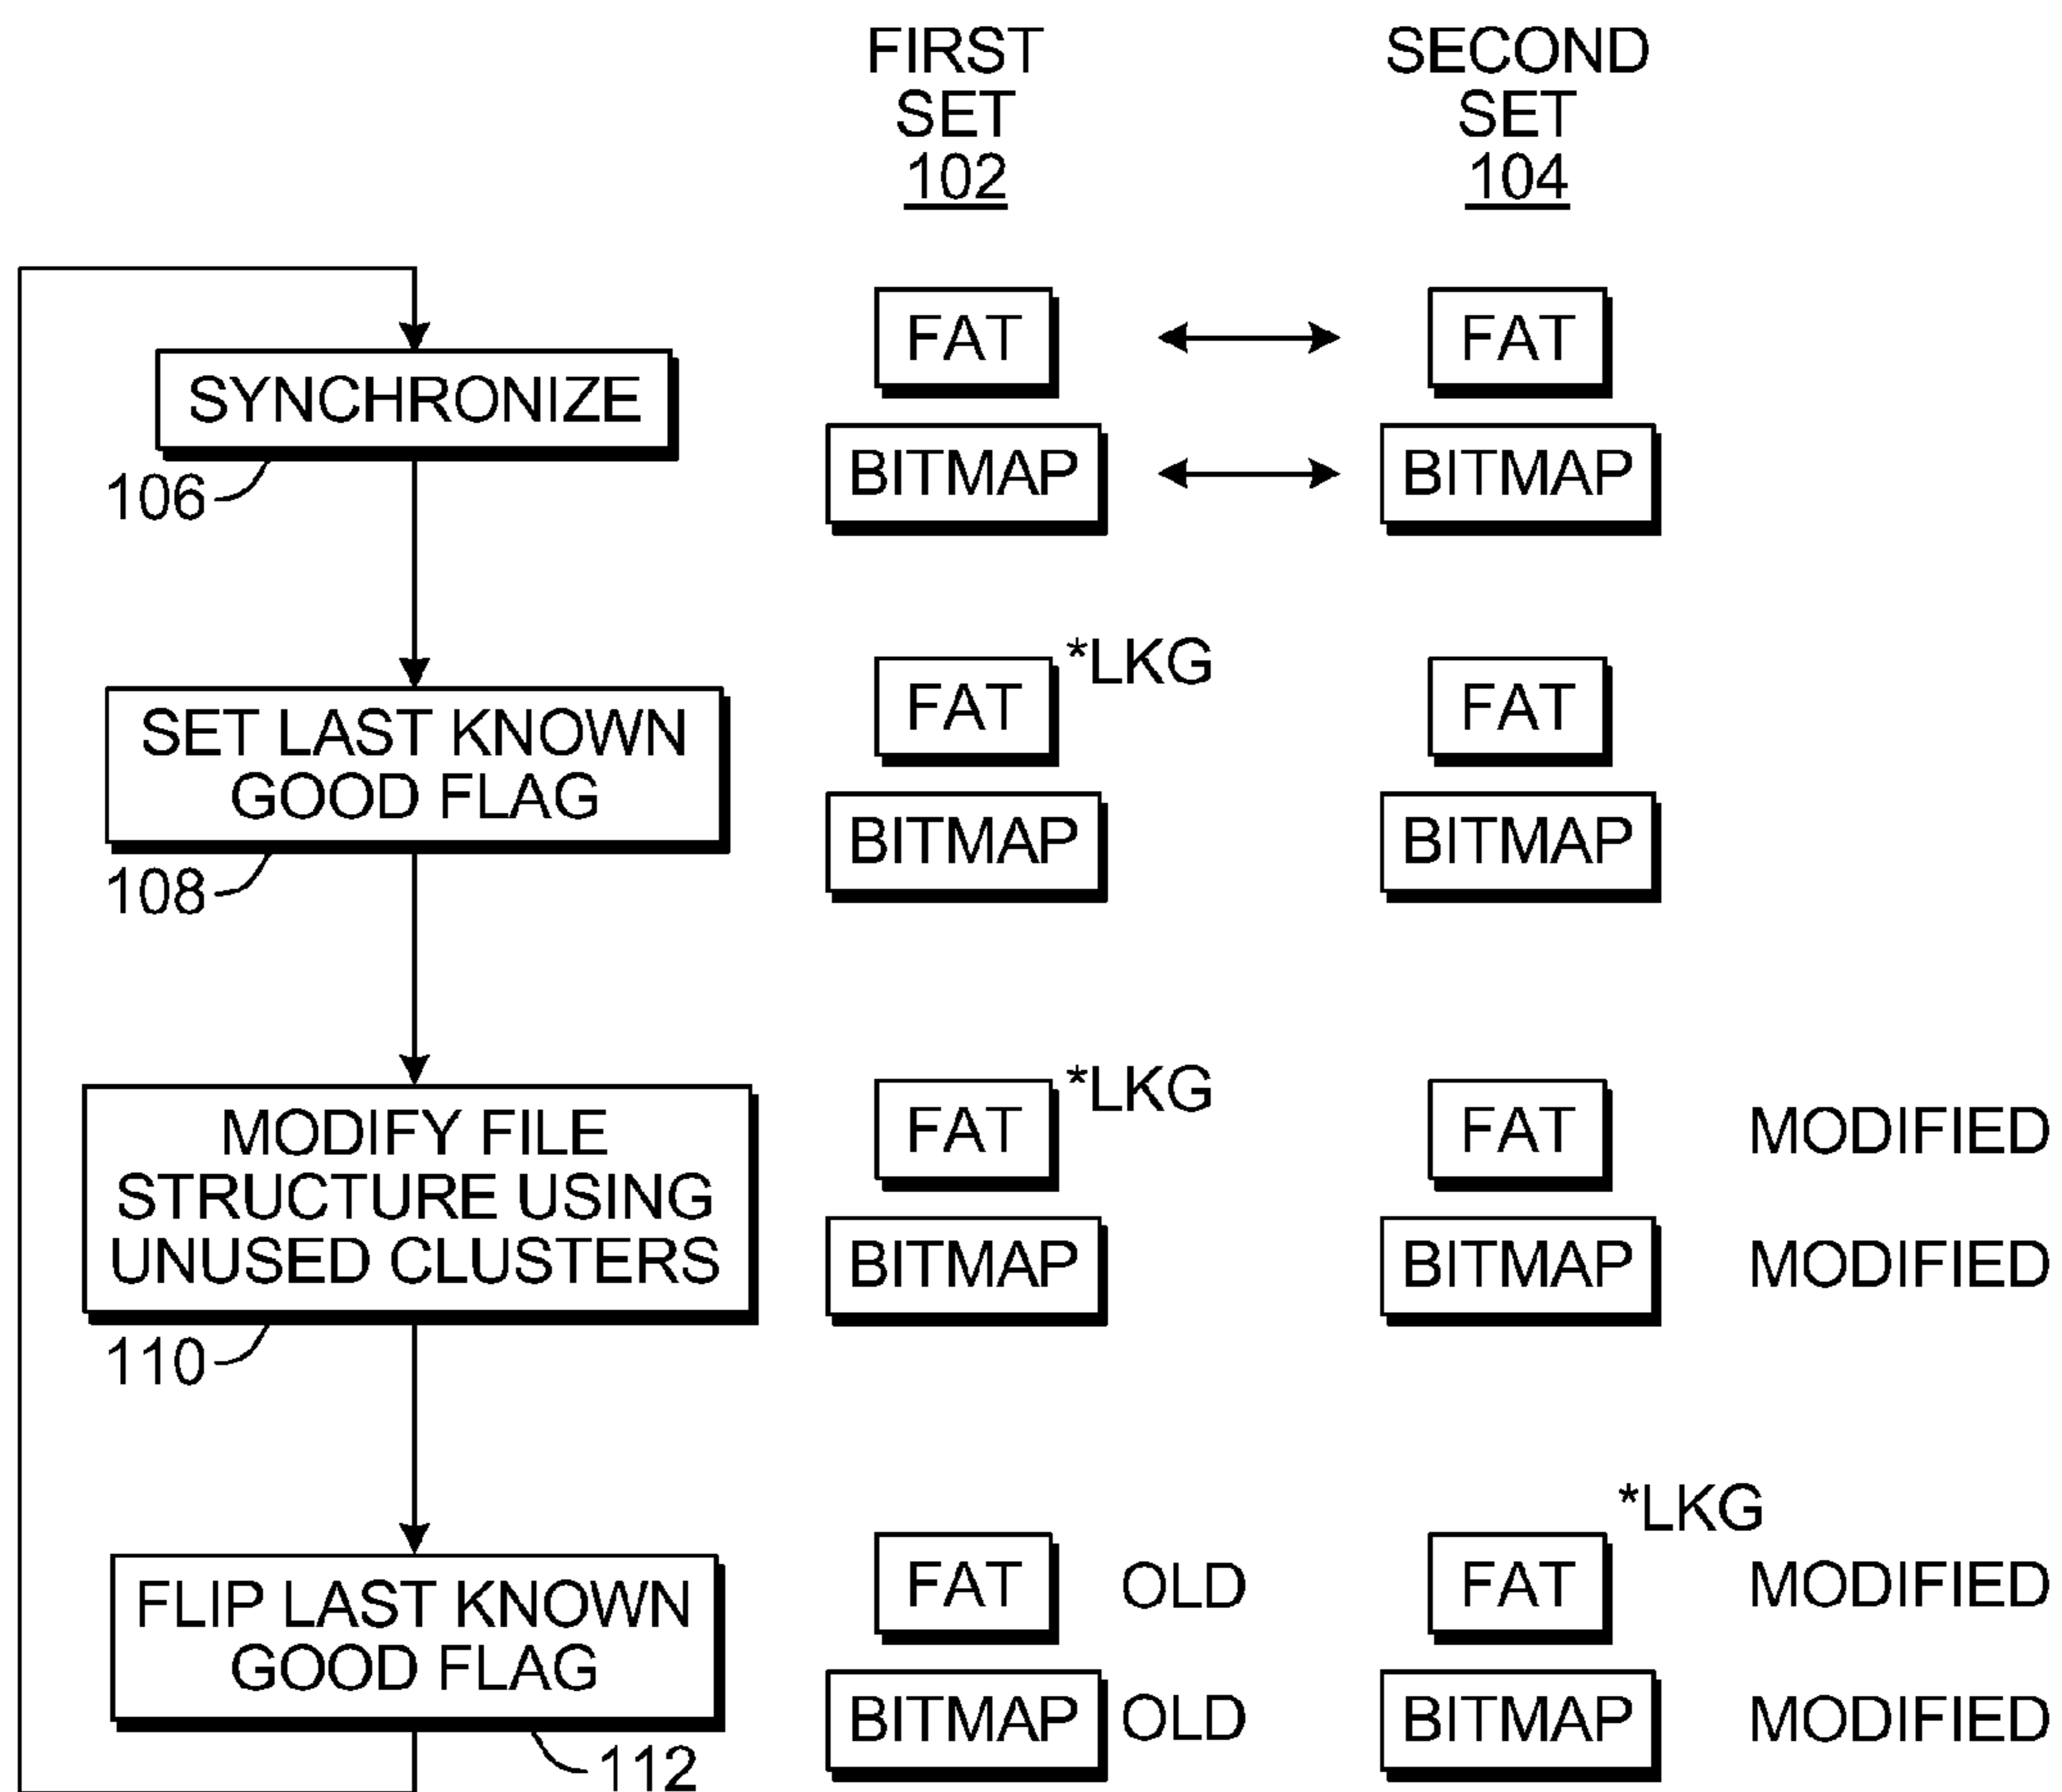 FIRST
SET
102
SECOND
SET
104
SYNCHRONIZE
106
FAT
FAT
BITMAP
BITMAP
SET LAST KNOWN
GOOD FLAG
108
FAT
*LKG
FAT
BITMAP
BITMAP
MODIFY FILE
STRUCTURE USING
UNUSED CLUSTERS
110
FAT
*LKG
FAT
MODIFIED
BITMAP
BITMAP
MODIFIED
FLIP LAST KNOWN
GOOD FLAG
112
FAT
OLD
FAT
*LKG
MODIFIED
BITMAP
OLD
BITMAP
MODIFIED